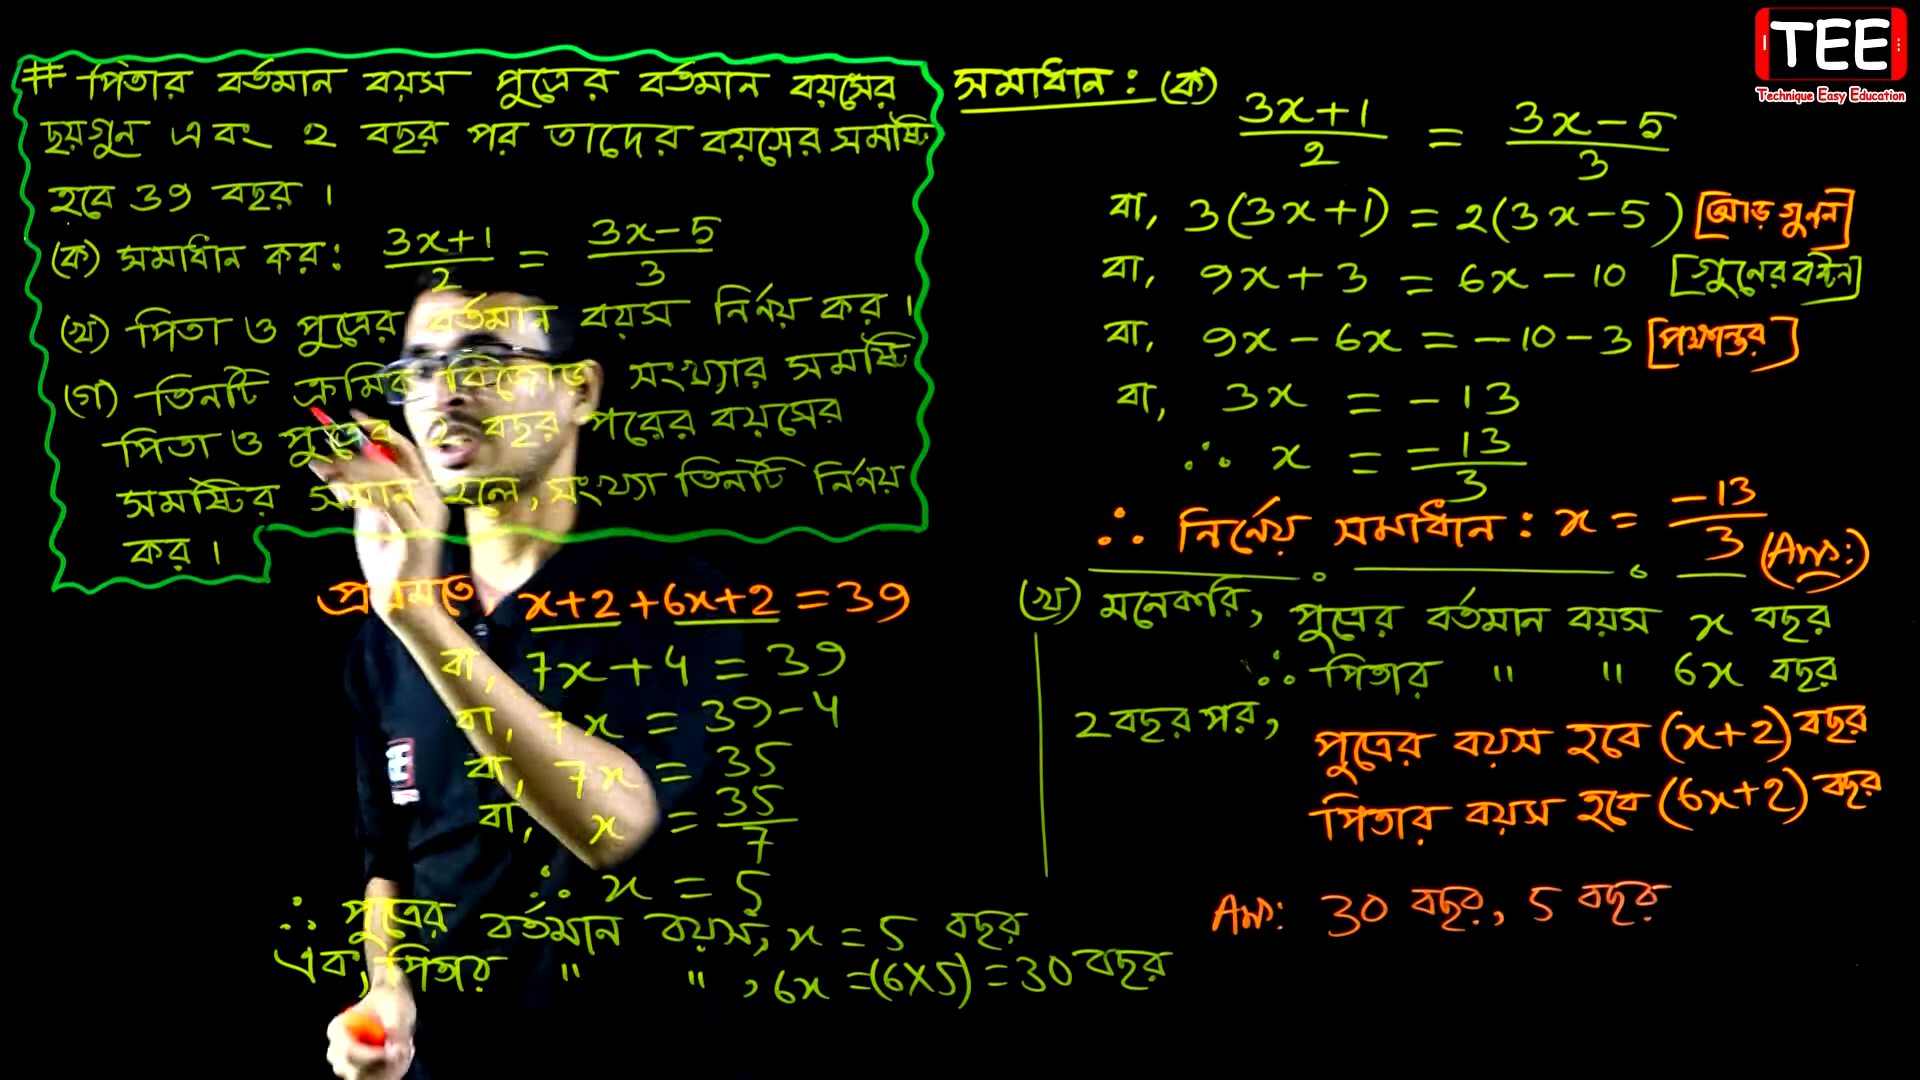 # পিতার বর্তমান বয়স পুত্রের বর্তমান বয়সের
ছয়গুন এবং 2 বছর পর তাদের বয়সের সমষ্টি
হবে 39 বছর ।
(ক) সমাধান কর: (3x+1)/2 = (3x-5)/3
(খ) পিতা ও পুত্রের বর্তমান বয়স নির্নয় কর ।
(গ) তিনটি ক্রমিক বিজোড় সংখ্যার সমষ্টি
পিতা ও পুত্রের 2 বছর পরের বয়সের
সমষ্টির সমান হলে, সংখ্যা তিনটি নির্নয়
কর ।
প্রশ্নমতে, x+2+6x+2 = 39
বা, 7x+4 = 39
বা, 7x = 39-4
বা, 7x = 35
বা, x = 35/7
∴ x = 5
∴ পুত্রের বর্তমান বয়স, x = 5 বছর
এবং পিতার " " , 6x =(6×5) = 30 বছর
সমাধান : (ক)
(3x+1)/2 = (3x-5)/3
বা, 3(3x+1) = 2(3x-5) [আড় গুনন]
বা, 9x+3 = 6x-10 [গুনের বন্টন]
বা, 9x-6x = -10-3 [পক্ষান্তর]
বা, 3x = -13
∴ x = -13/3
∴ নির্নেয় সমাধান : x = -13/3 (Ans:)
(খ) মনেকরি, পুত্রের বর্তমান বয়স x বছর
∴ পিতার " " 6x বছর
2 বছর পর,
পুত্রের বয়স হবে (x+2) বছর
পিতার বয়স হবে (6x+2) বছর
Ans: 30 বছর, 5 বছর
TEE
Technique Easy Education